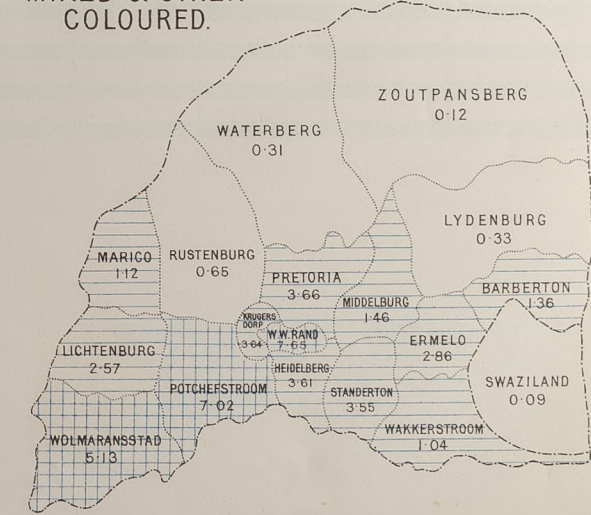 COLOURED.
ZOUTPANSBERG
0·12
WATERBERG
0·31
LYDENBURG
0·33
MARICO
1·12
RUSTENBURG
0·65
PRETORIA
3·66
MIDDELBURG
1·46
BARBERTON
1·36
KRUGERS
DORP
3·64
W.W.RAND
7·65
ERMELO
2·86
LICHTENBURG
2·57
HEIDELBERG
3·61
POTCHEFSTROOM
7·02
STANDERTON
3·55
SWAZILAND
0·09
WAKKERSTROOM
1·04
WOLMARANSSTAD
5·13